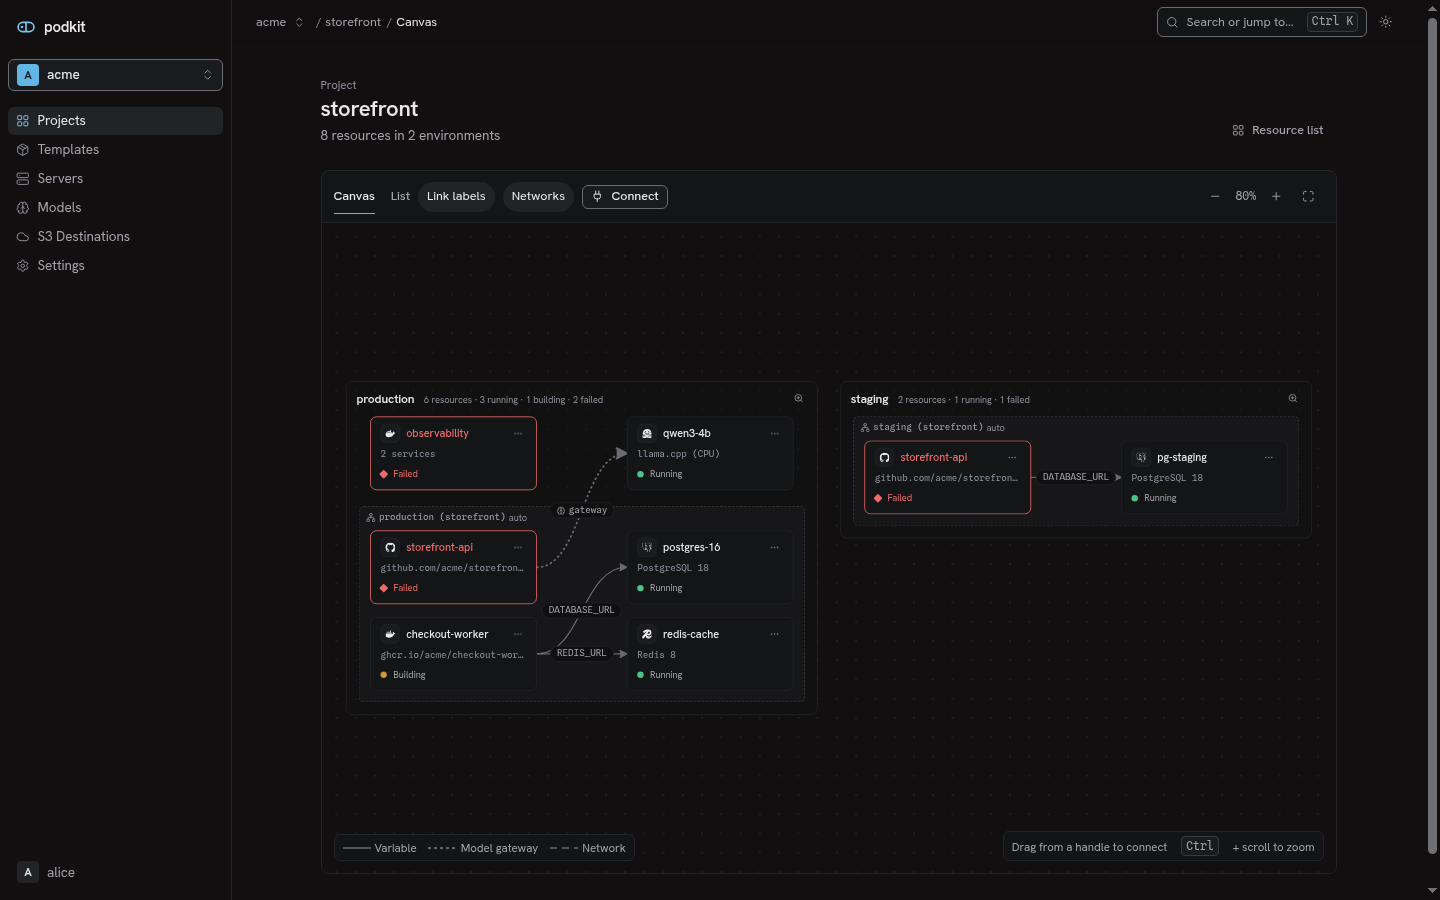 podkit
acme / storefront / Canvas
Search or jump to... Ctrl K
A acme
Projects
Templates
Servers
Models
S3 Destinations
Settings
A alice
Project
storefront
8 resources in 2 environments
Resource list
Canvas List Link labels Networks Connect
80%
production 6 resources · 3 running · 1 building · 2 failed
observability
2 services
Failed
qwen3-4b
llama.cpp (CPU)
Running
gateway
production (storefront) auto
storefront-api
github.com/acme/storefron…
Failed
postgres-16
PostgreSQL 18
Running
DATABASE_URL
checkout-worker
ghcr.io/acme/checkout-wor…
Building
REDIS_URL
redis-cache
Redis 8
Running
staging 2 resources · 1 running · 1 failed
staging (storefront) auto
storefront-api
github.com/acme/storefron…
Failed
DATABASE_URL
pg-staging
PostgreSQL 18
Running
Variable Model gateway Network
Drag from a handle to connect Ctrl + scroll to zoom